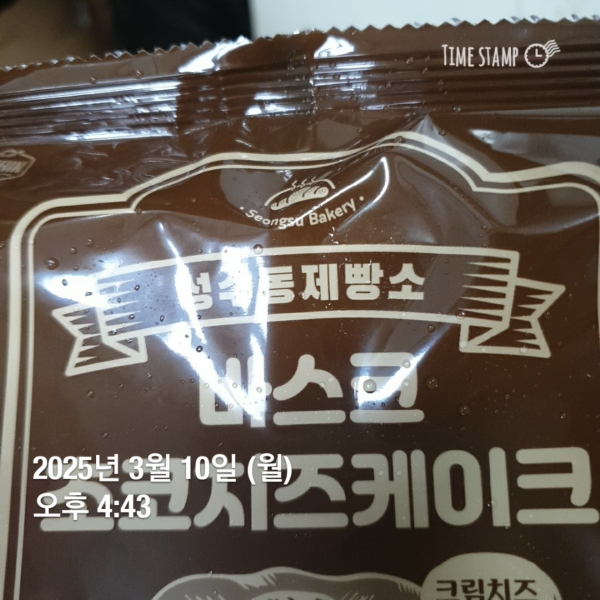 TIME STAMP
Seongsu Bakery
성수동제빵소
바스크
초코치즈케이크
2025년 3월 10일 (월)
오후 4:43
크림치즈